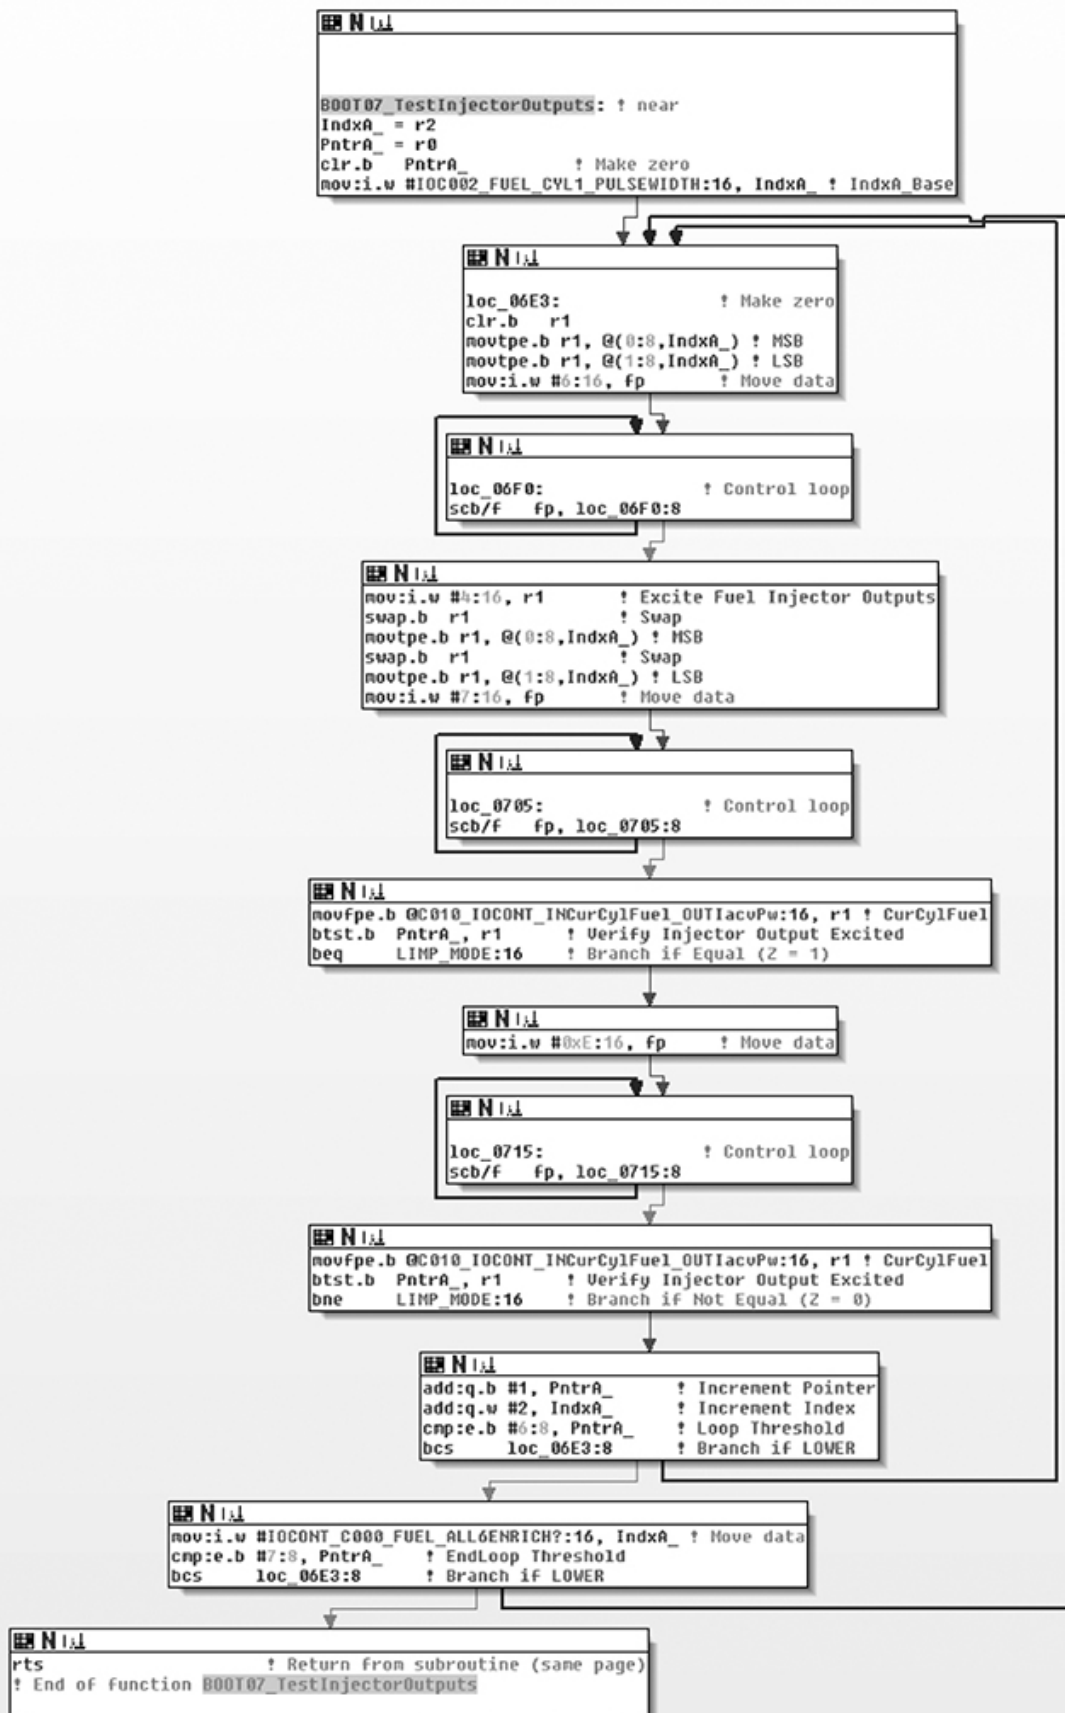 BOOT07_TestInjectorOutputs: ! near
IndxA_ = r2
PntrA_ = r0
clr.b PntrA_ ! Make zero
mov:i.w #IOC002_FUEL_CYL1_PULSEWIDTH:16, IndxA_ ! IndxA_Base
loc_06E3: ! Make zero
clr.b r1
movtpe.b r1, @(0:8,IndxA_) ! MSB
movtpe.b r1, @(1:8,IndxA_) ! LSB
mov:i.w #6:16, fp ! Move data
loc_06F0: ! Control loop
scb/f fp, loc_06F0:8
mov:i.w #4:16, r1 ! Excite Fuel Injector Outputs
swap.b r1 ! Swap
movtpe.b r1, @(0:8,IndxA_) ! MSB
swap.b r1 ! Swap
movtpe.b r1, @(1:8,IndxA_) ! LSB
mov:i.w #7:16, fp ! Move data
loc_0705: ! Control loop
scb/f fp, loc_0705:8
movfpe.b @C010_IOCONT_INCurCylFuel_OUTIacvPw:16, r1 ! CurCylFuel
btst.b PntrA_, r1 ! Verify Injector Output Excited
beq LIMP_MODE:16 ! Branch if Equal (Z = 1)
mov:i.w #0xE:16, fp ! Move data
loc_0715: ! Control loop
scb/f fp, loc_0715:8
movfpe.b @C010_IOCONT_INCurCylFuel_OUTIacvPw:16, r1 ! CurCylFuel
btst.b PntrA_, r1 ! Verify Injector Output Excited
bne LIMP_MODE:16 ! Branch if Not Equal (Z = 0)
add:q.b #1, PntrA_ ! Increment Pointer
add:q.w #2, IndxA_ ! Increment Index
cmp:e.b #6:8, PntrA_ ! Loop Threshold
bcs loc_06E3:8 ! Branch if LOWER
mov:i.w #IOCONT_C000_FUEL_ALL6ENRICH?:16, IndxA_ ! Move data
cmp:e.b #7:8, PntrA_ ! EndLoop Threshold
bcs loc_06E3:8 ! Branch if LOWER
rts ! Return from subroutine (same page)
! End of function BOOT07_TestInjectorOutputs